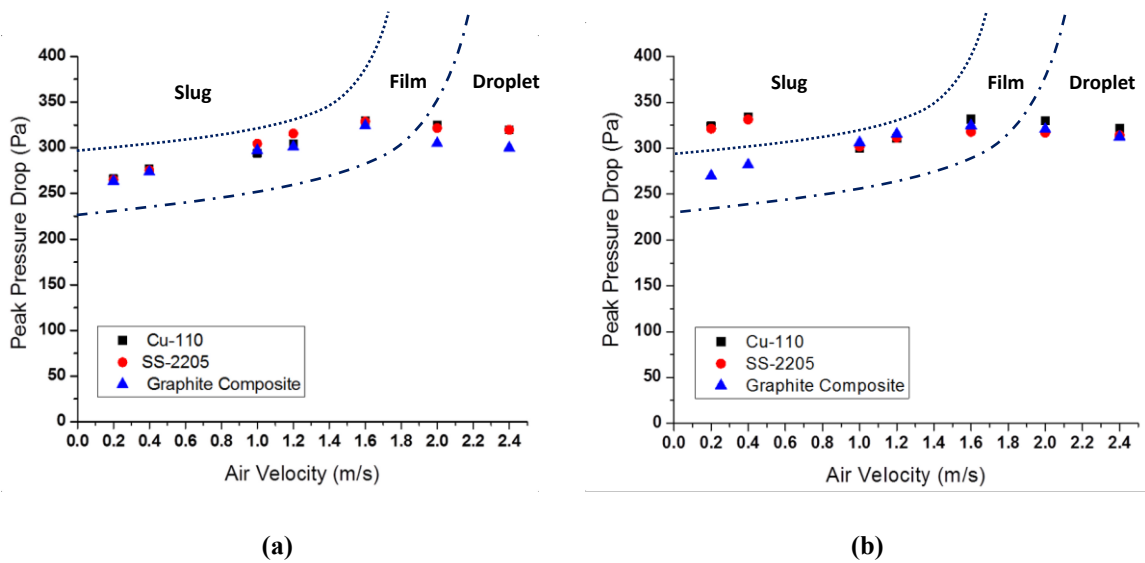 400
350
300
250
200
150
100
50
0
Peak Pressure Drop (Pa)
Slug
Film
Droplet
Cu-110
SS-2205
Graphite Composite
0.0 0.2 0.4 0.6 0.8 1.0 1.2 1.4 1.6 1.8 2.0 2.2 2.4
Air Velocity (m/s)
(a)
400
350
300
250
200
150
100
50
0
Peak Pressure Drop (Pa)
Slug
Film
Droplet
Cu-110
SS-2205
Graphite Composite
0.0 0.2 0.4 0.6 0.8 1.0 1.2 1.4 1.6 1.8 2.0 2.2 2.4
Air Velocity (m/s)
(b)